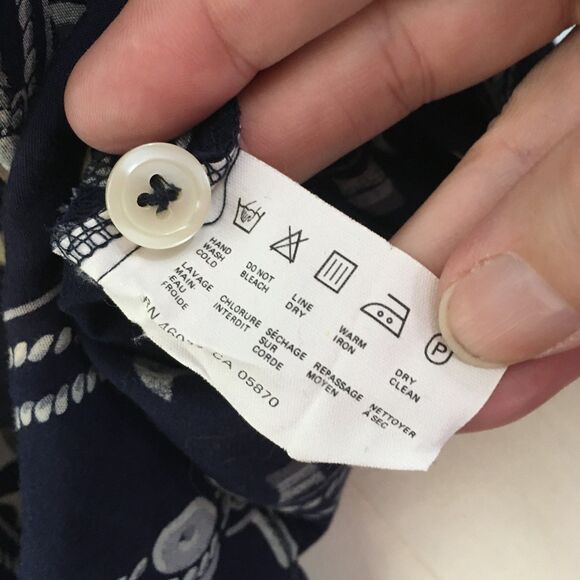 HAND
WASH
COLD
DO NOT
BLEACH
LINE
DRY
WARM
IRON
DRY
CLEAN
P
LAVAGE
MAIN
EAU
FROIDE
CHLORURE
INTERDIT
SÉCHAGE
SUR
CORDE
REPASSAGE
MOYEN
NETTOYER
A SEC
CA 05870